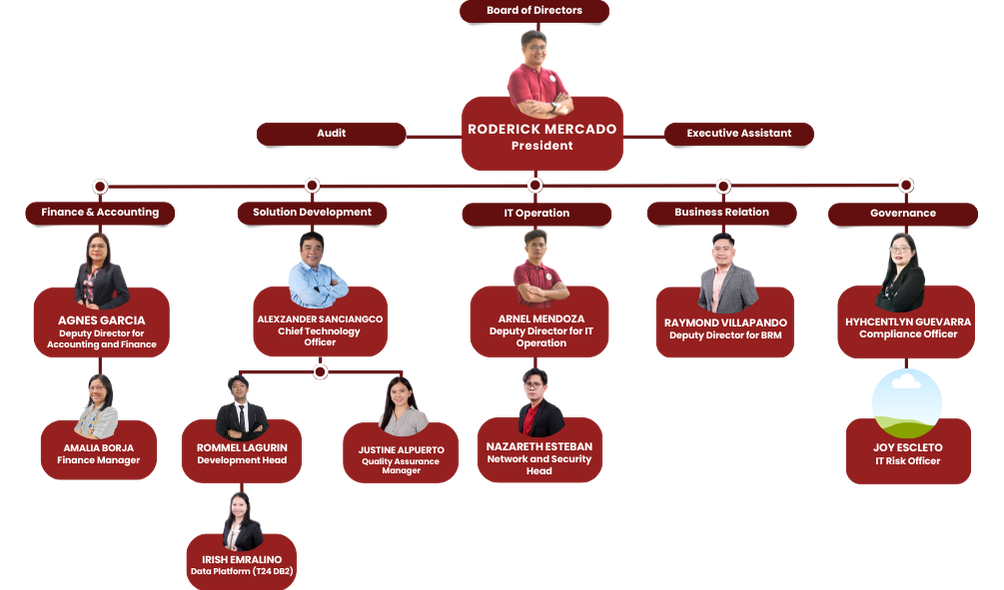 Board of Directors
RODERICK MERCADO
President
Audit
Executive Assistant
Finance & Accounting
Solution Development
IT Operation
Business Relation
Governance
AGNES GARCIA
Deputy Director for
Accounting and Finance
ALEXZANDER SANCIANGCO
Chief Technology
Officer
ARNEL MENDOZA
Deputy Director for IT
Operation
RAYMOND VILLAPANDO
Deputy Director for BRM
HYHCENTLYN GUEVARRA
Compliance Officer
AMALIA BORJA
Finance Manager
ROMMEL LAGURIN
Development Head
JUSTINE ALPUERTO
Quality Assurance
Manager
NAZARETH ESTEBAN
Network and Security
Head
JOY ESCLETO
IT Risk Officer
IRISH EMRALINO
Data Platform (T24 DB2)